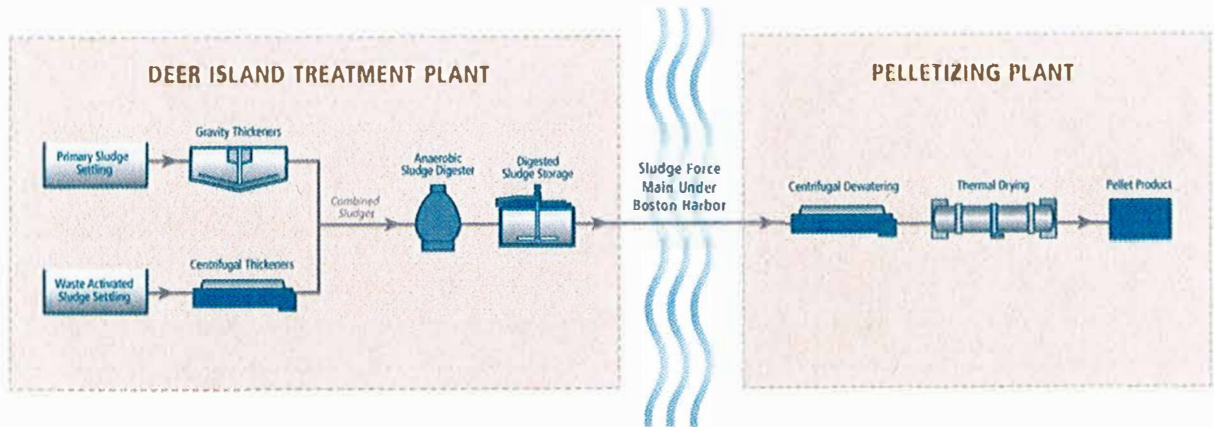 DEER ISLAND TREATMENT PLANT
Primary Sludge
Settling
Gravity Thickeners
Waste Activated
Sludge Settling
Centrifugal Thickeners
Combined
Sludges
Anaerobic
Sludge Digester
Digested
Sludge Storage
Sludge Force
Main Under
Boston Harbor
PELLETIZING PLANT
Centrifugal Dewatering
Thermal Drying
Pellet Product